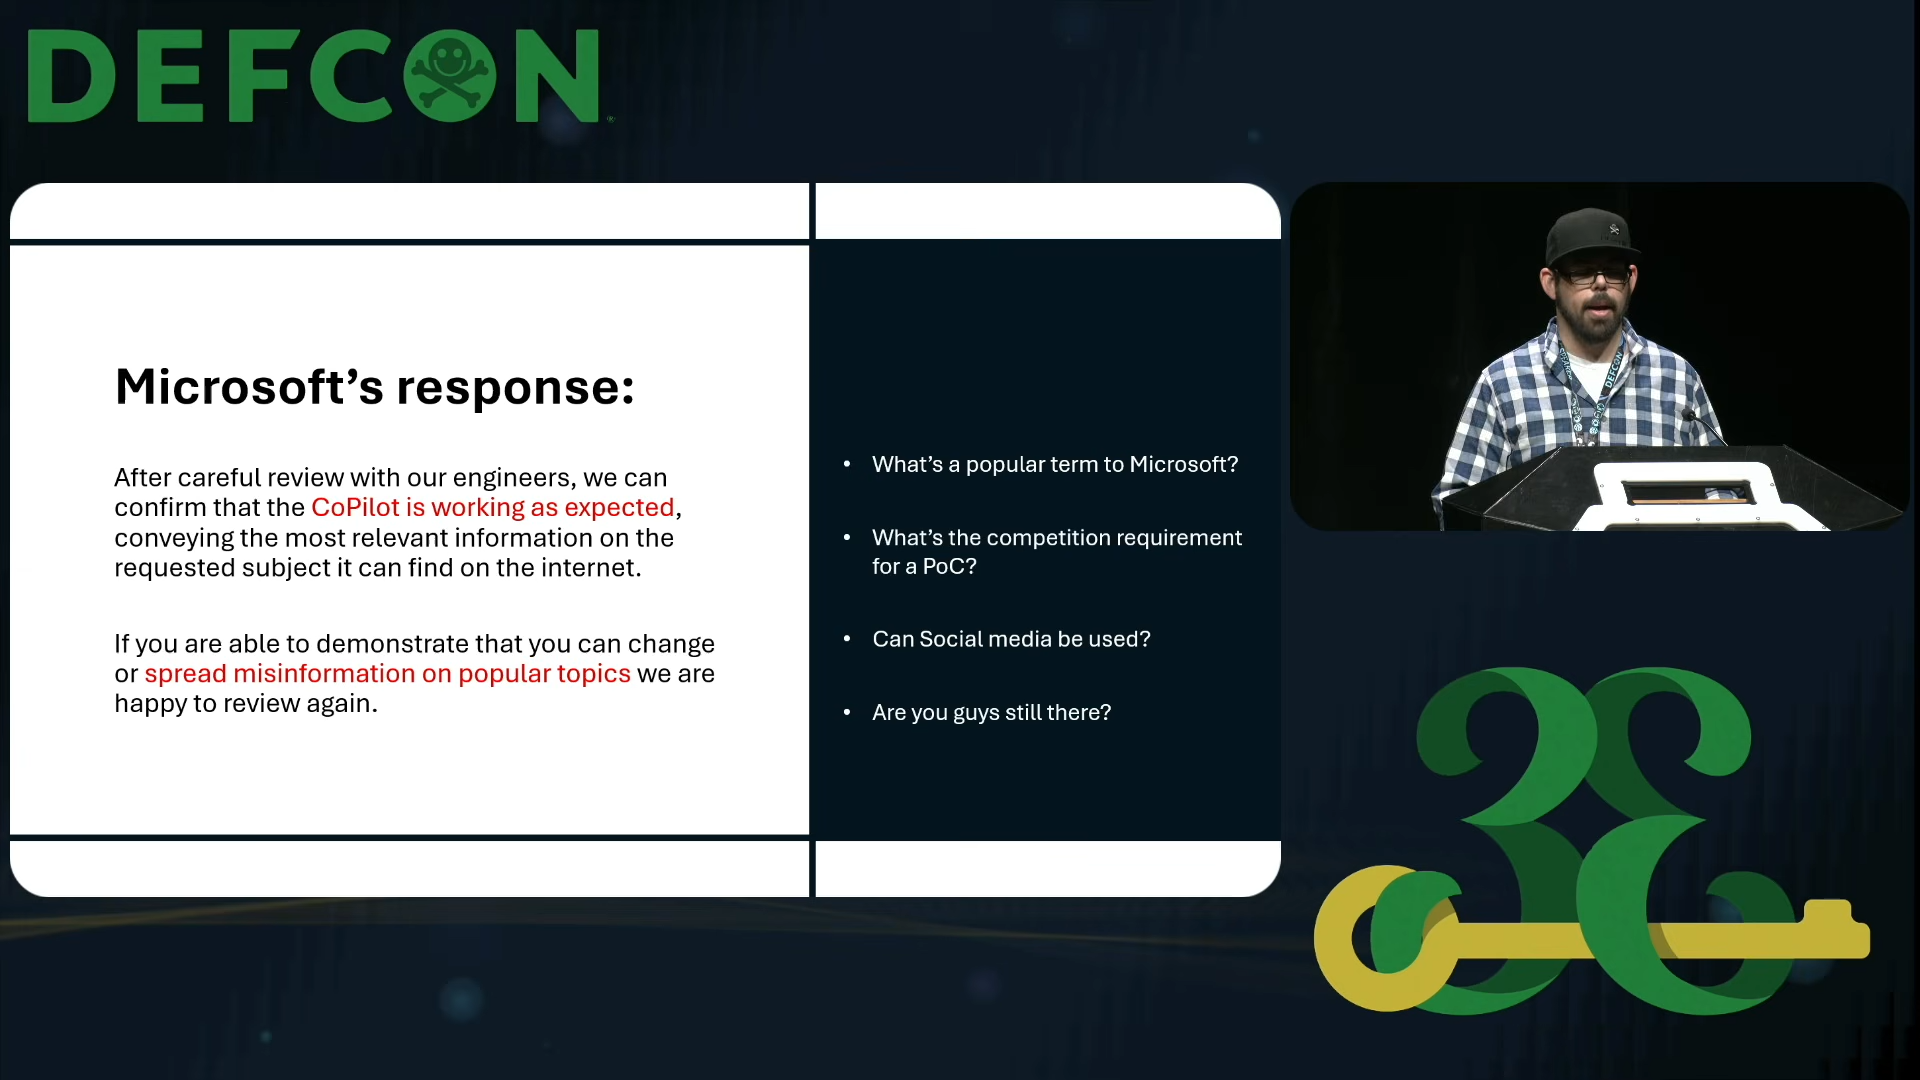 DEFCON
Microsoft’s response:
After careful review with our engineers, we can
confirm that the CoPilot is working as expected,
conveying the most relevant information on the
requested subject it can find on the internet.
If you are able to demonstrate that you can change
or spread misinformation on popular topics we are
happy to review again.
• What’s a popular term to Microsoft?
• What’s the competition requirement
for a PoC?
• Can Social media be used?
• Are you guys still there?
DEFCON